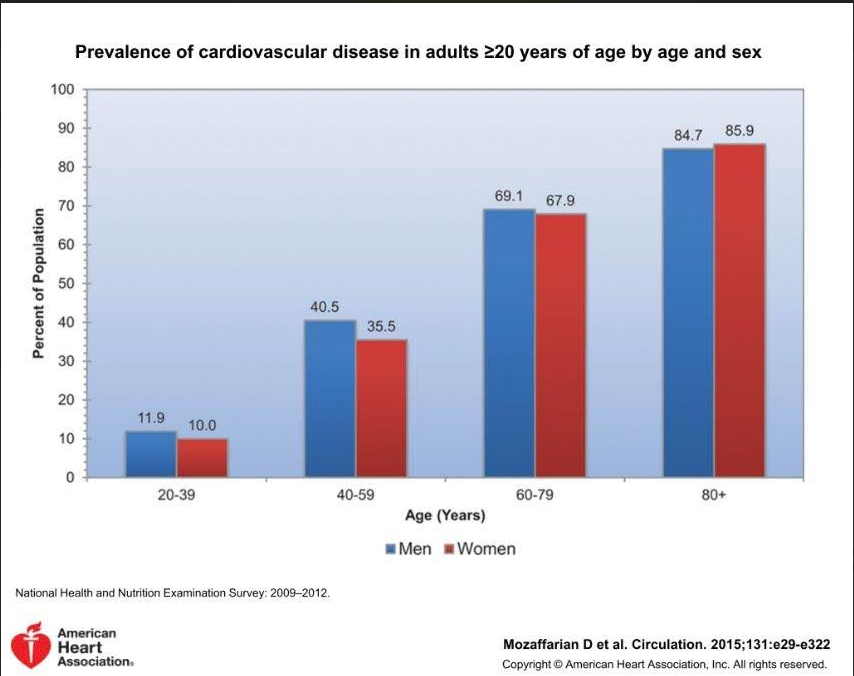 Prevalence of cardiovascular disease in adults ≥20 years of age by age and sex
Percent of Population
100
90
80
70
60
50
40
30
20
10
0
11.9
10.0
40.5
35.5
69.1
67.9
84.7
85.9
20-39
40-59
60-79
80+
Age (Years)
Men
Women
National Health and Nutrition Examination Survey: 2009–2012.
American
Heart
Association®
Mozaffarian D et al. Circulation. 2015;131:e29-e322
Copyright © American Heart Association, Inc. All rights reserved.